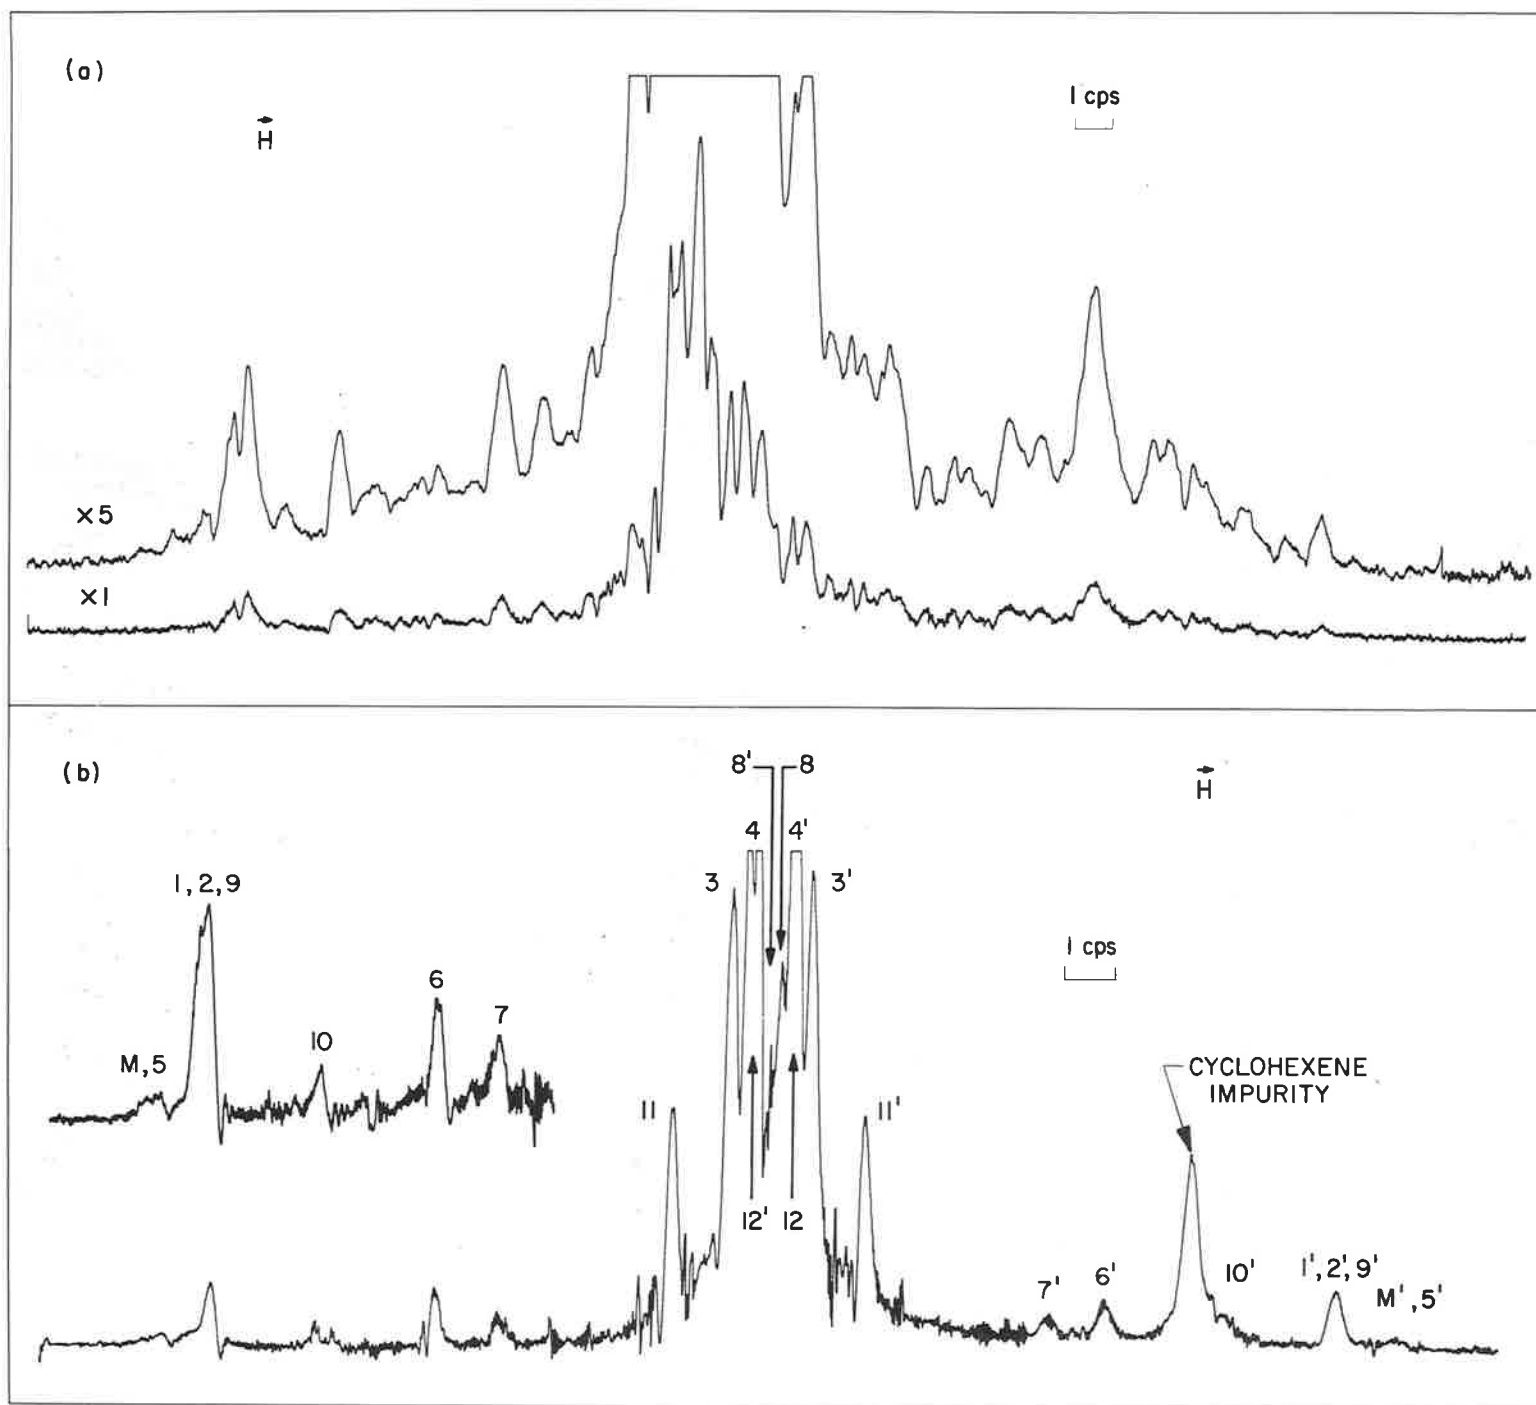 (a)
H
1 cps
×5
×1
(b)
8' 8
H
4 4'
3 3'
1, 2, 9
1 cps
6
7
10
M, 5
CYCLOHEXENE
IMPURITY
11 11'
12' 12
7' 6' 10' 1', 2', 9'
M', 5'